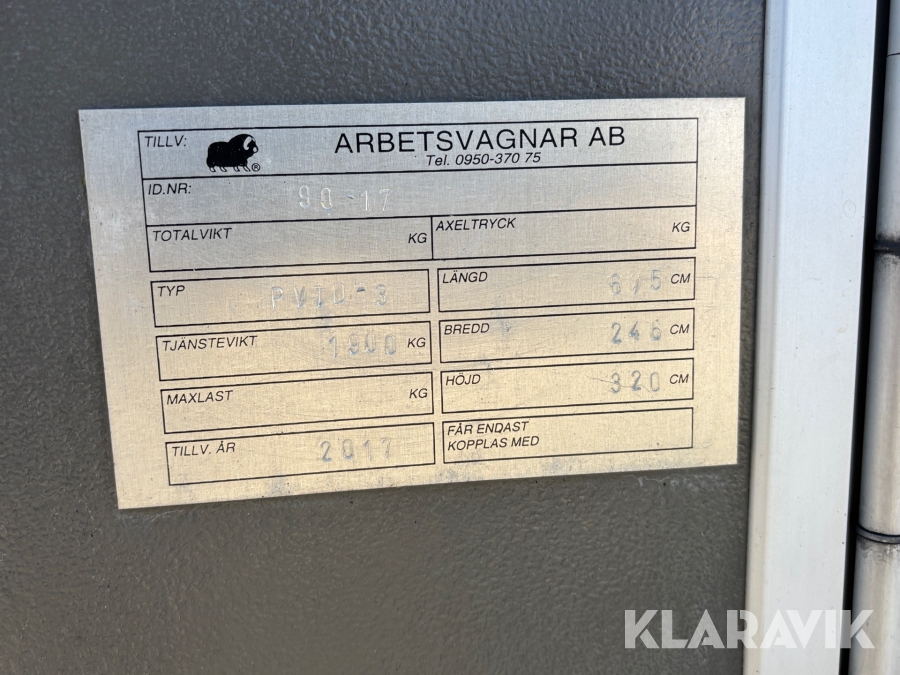 TILLV: ® ARBETSVAGNAR AB
Tel. 0950-370 75
ID.NR: 90-17
TOTALVIKT KG AXELTRYCK KG
TYP LÄNGD CM
TJÄNSTEVIKT 1900 KG BREDD 246 CM
MAXLAST KG HÖJD 320 CM
TILLV. ÅR 2017 FÅR ENDAST
KOPPLAS MED
KLARAVIK